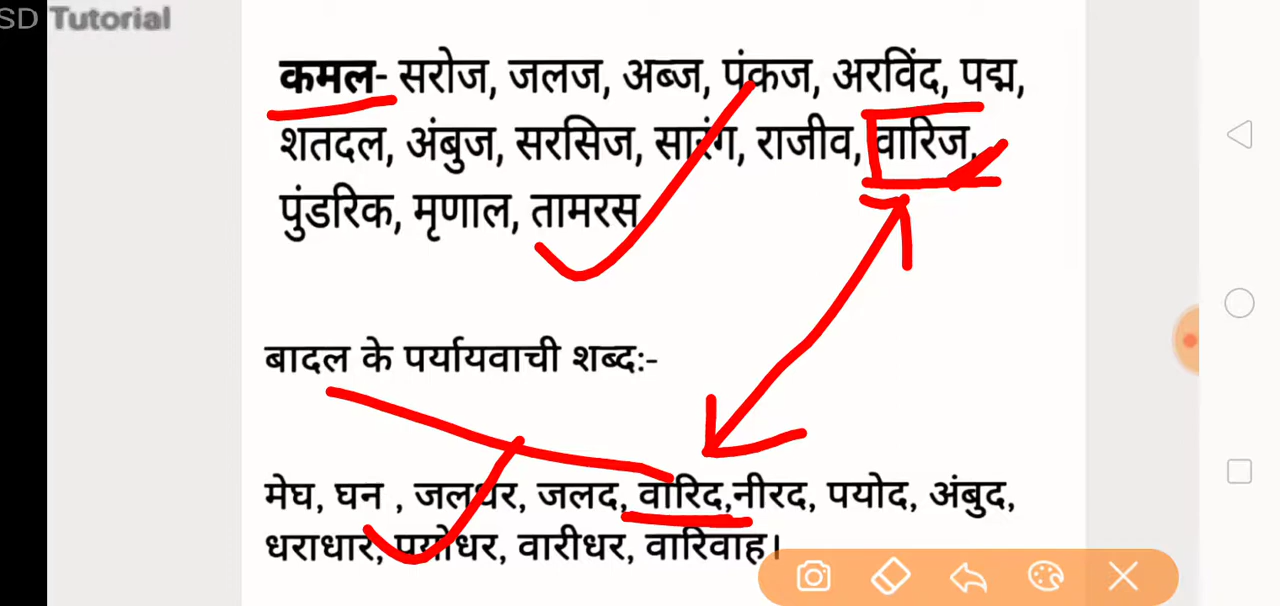 SD Tutorial
कमल- सरोज, जलज, अब्ज, पंकज, अरविंद, पद्म,
शतदल, अंबुज, सरसिज, सारंग, राजीव, वारिज,
पुंडरिक, मृणाल, तामरस
बादल के पर्यायवाची शब्द:-
मेघ, घन , जलधर, जलद, वारिद,नीरद, पयोद, अंबुद,
धराधार, पयोधर, वारीधर, वारिवाह।